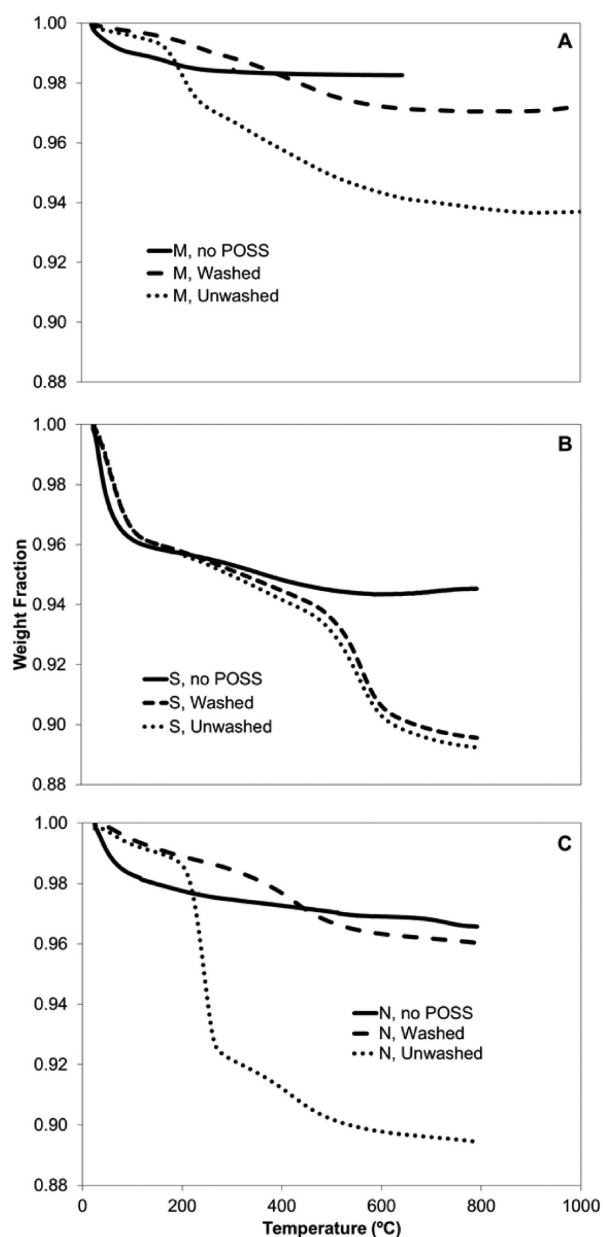 A
1.00
0.98
0.96
0.94
0.92
0.90
0.88
M, no POSS
M, Washed
M, Unwashed
B
1.00
0.98
0.96
0.94
0.92
0.90
0.88
Weight Fraction
S, no POSS
S, Washed
S, Unwashed
C
1.00
0.98
0.96
0.94
0.92
0.90
0.88
N, no POSS
N, Washed
N, Unwashed
0 200 400 600 800 1000
Temperature (ºC)